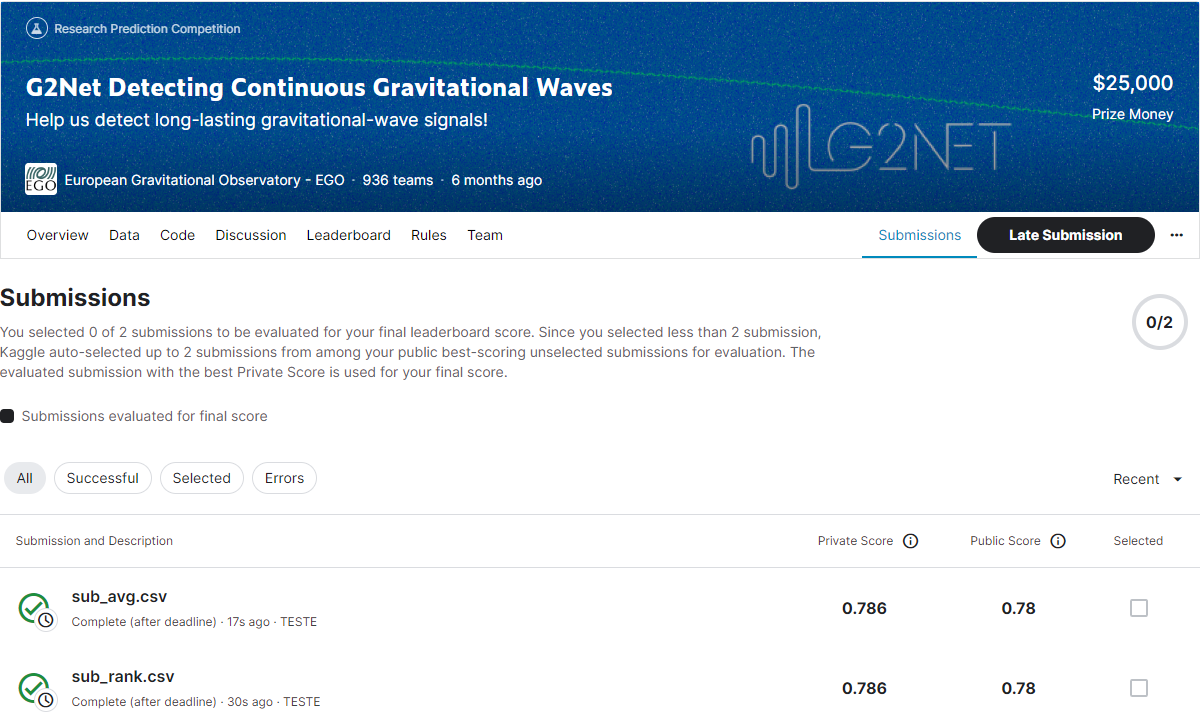 Research Prediction Competition
G2Net Detecting Continuous Gravitational Waves
Help us detect long-lasting gravitational-wave signals!
$25,000
Prize Money
G2NET
EGO
European Gravitational Observatory - EGO · 936 teams · 6 months ago
Overview Data Code Discussion Leaderboard Rules Team Submissions Late Submission ...
Submissions
You selected 0 of 2 submissions to be evaluated for your final leaderboard score. Since you selected less than 2 submission,
Kaggle auto-selected up to 2 submissions from among your public best-scoring unselected submissions for evaluation. The
evaluated submission with the best Private Score is used for your final score.
0/2
Submissions evaluated for final score
All Successful Selected Errors Recent
Submission and Description Private Score Public Score Selected
sub_avg.csv
Complete (after deadline) · 17s ago · TESTE
0.786 0.78
sub_rank.csv
Complete (after deadline) · 30s ago · TESTE
0.786 0.78